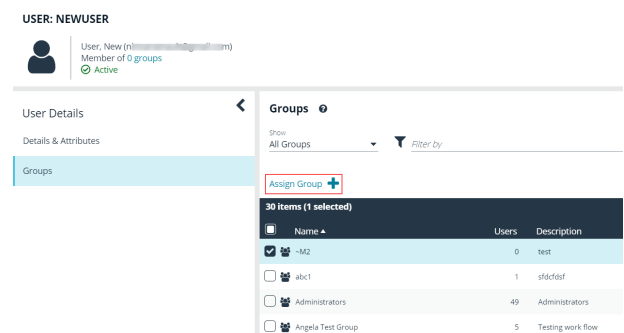 USER: NEWUSER
User, New (n m)
Member of 0 groups
Active
User Details
Details & Attributes
Groups
Groups
Show
All Groups
Filter by
Assign Group
30 items (1 selected)
Name Users Description
~M2 0 test
abc1 1 sfdcfdsf
Administrators 49 Administrators
Angela Test Group 5 Testing work flow